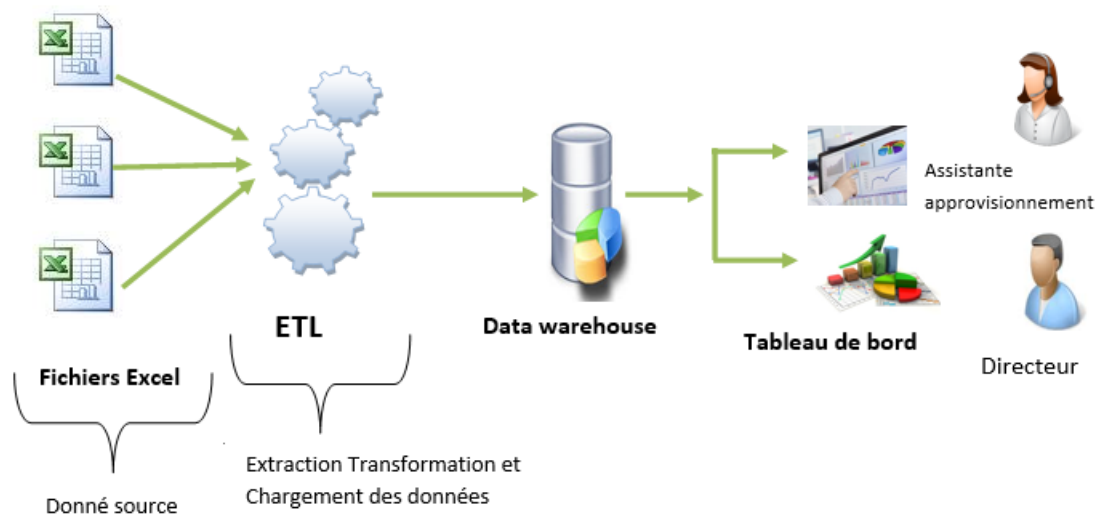 Assistante
approvisionnement
ETL
Data warehouse
Tableau de bord
Fichiers Excel
Directeur
Extraction Transformation et
Chargement des données
Donné source